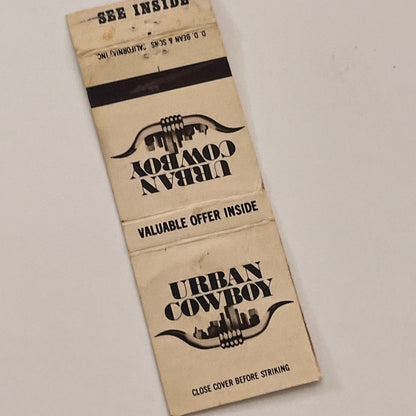 SEE INSIDE
D. D. BEAN & SONS CALIFORNIA) INC
URBAN
COWBOY
VALUABLE OFFER INSIDE
URBAN
COWBOY
CLOSE COVER BEFORE STRIKING